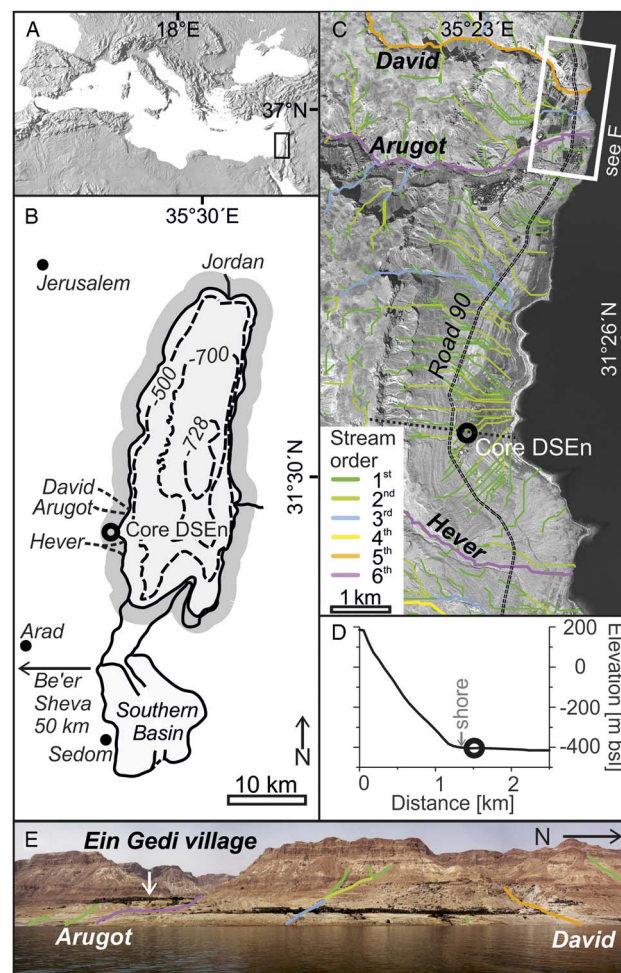 A
18°E
37°N
B
35°30´E
Jerusalem
Jordan
-700
-500
-728
31°30´N
David
Arugot
Hever
Core DSEn
Arad
Be'er
Sheva
50 km
Sedom
Southern
Basin
N
10 km
C
35°23´E
David
Arugot
see E
Road 90
31°26´N
Core DSEn
Stream
order
1st
2nd
3rd
4th
5th
6th
Hever
1 km
D
200
0
-200
-400
Elevation [m bsl]
shore
0
1
2
Distance [km]
E
Ein Gedi village
N
Arugot
David